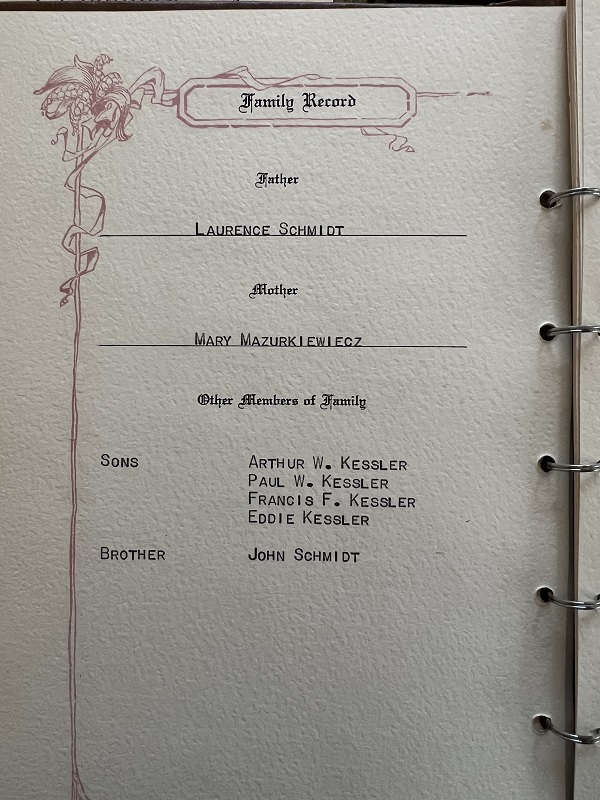 Family Record
Father
LAURENCE SCHMIDT
Mother
MARY MAZURKIEWIECZ
Other Members of Family
SONS ARTHUR W. KESSLER
PAUL W. KESSLER
FRANCIS F. KESSLER
EDDIE KESSLER
BROTHER JOHN SCHMIDT